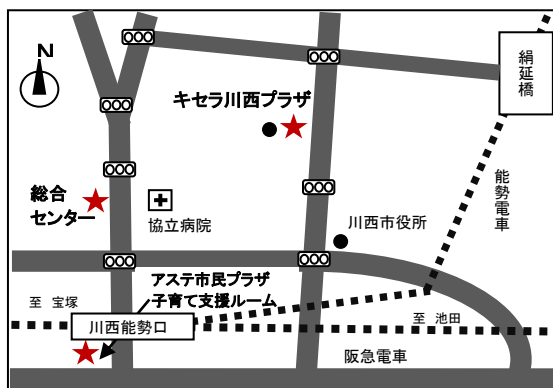 N
絹延橋
キセラ川西プラザ
能勢電車
総合
センター
協立病院
川西市役所
アステ市民プラザ
子育て支援ルーム
至 宝塚
川西能勢口
至 池田
阪急電車